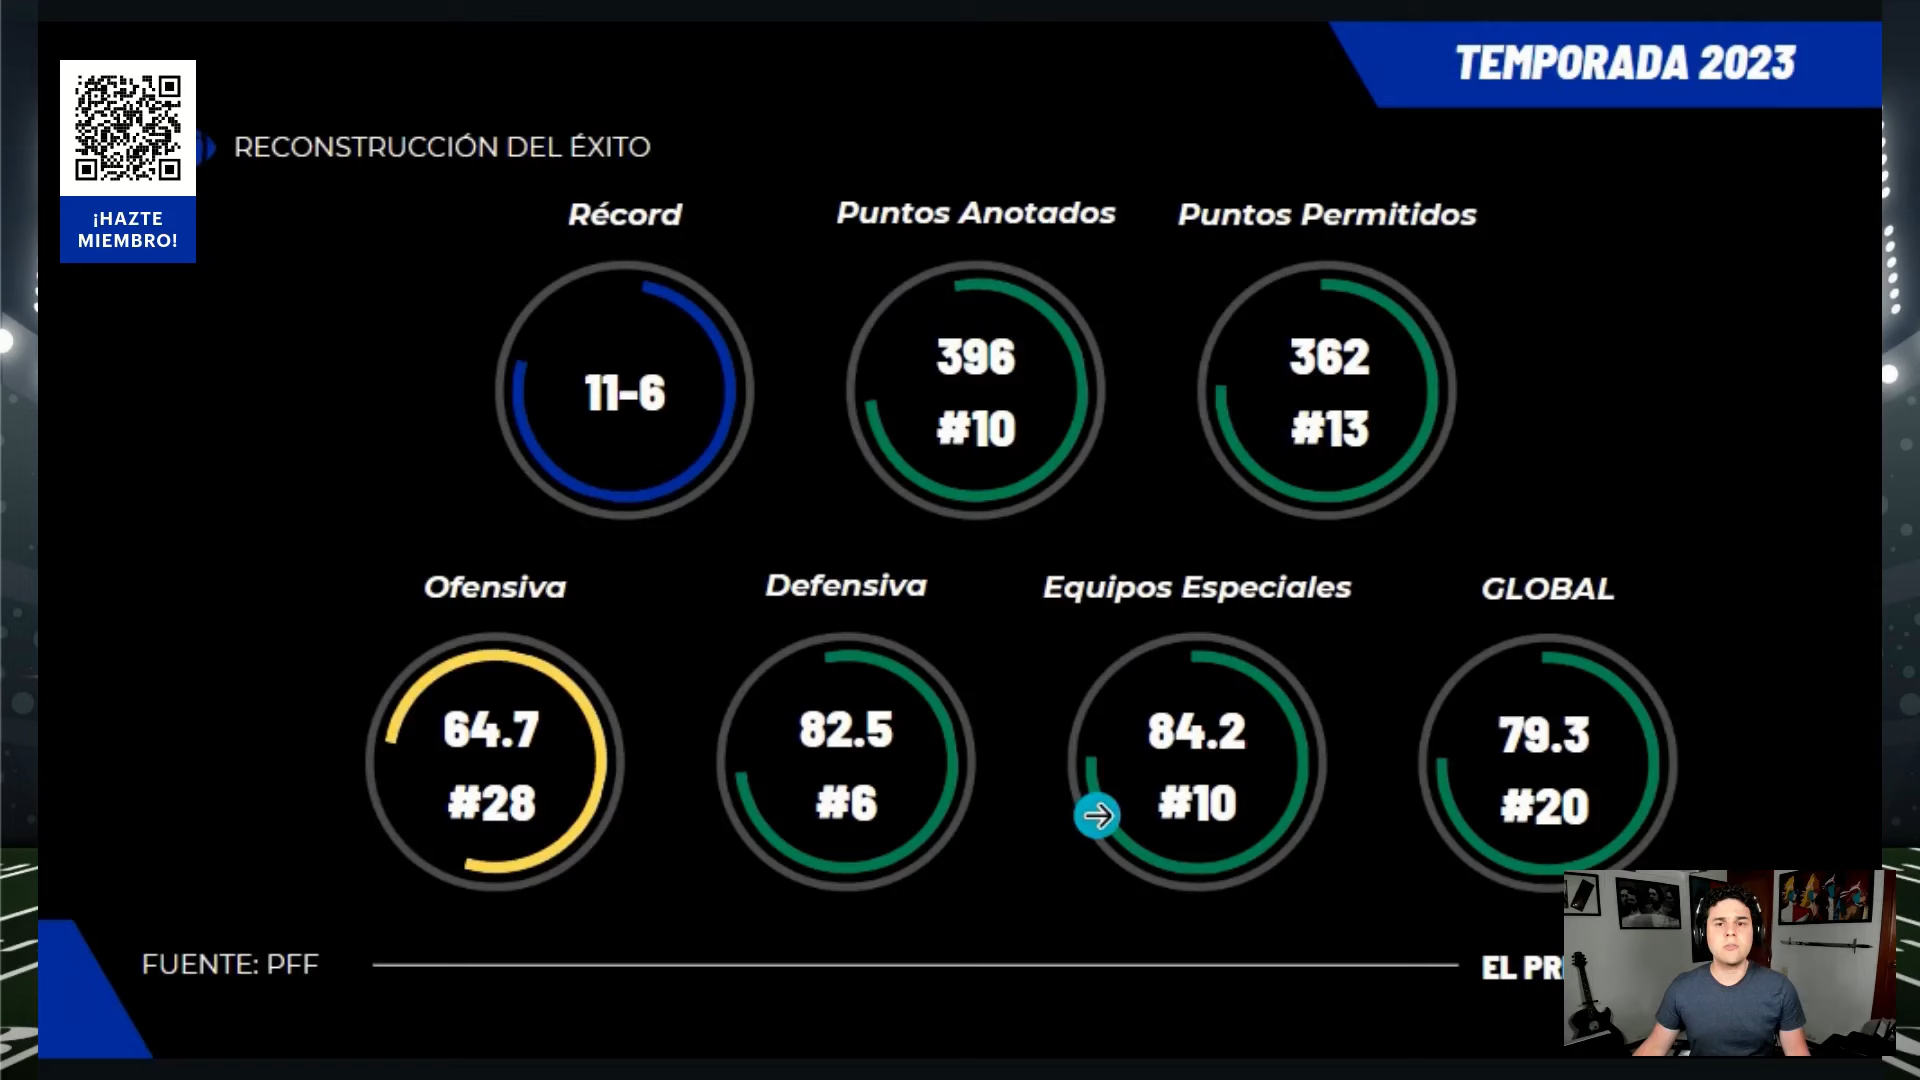 TEMPORADA 2023
RECONSTRUCCIÓN DEL ÉXITO
¡HAZTE
MIEMBRO!
Récord
Puntos Anotados
Puntos Permitidos
11-6
396
#10
362
#13
Ofensiva
Defensiva
Equipos Especiales
GLOBAL
64.7
#28
82.5
#6
84.2
#10
79.3
#20
FUENTE: PFF
EL PR